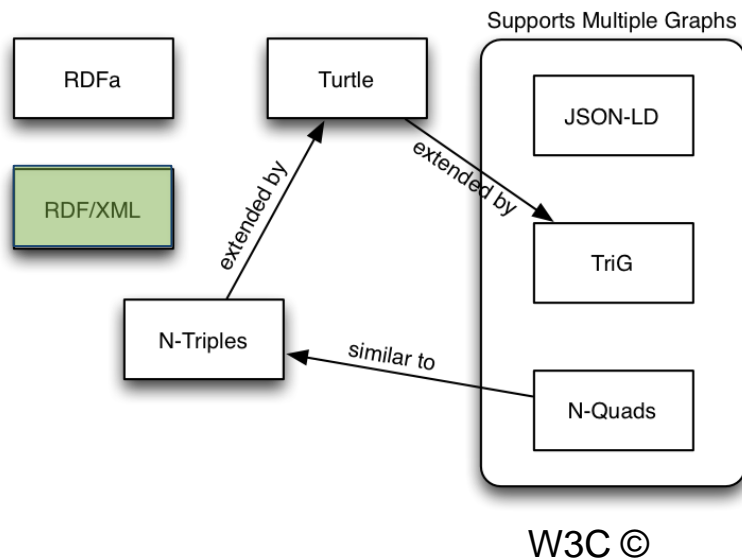 Supports Multiple Graphs
RDFa
Turtle
JSON-LD
extended by
RDF/XML
extended by
TriG
N-Triples
similar to
N-Quads
W3C ©